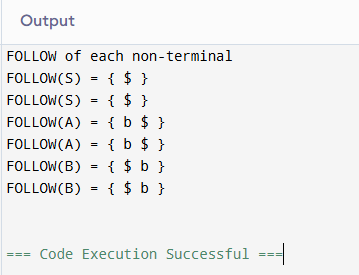 Output
FOLLOW of each non-terminal
FOLLOW(S) = { $ }
FOLLOW(S) = { $ }
FOLLOW(A) = { b $ }
FOLLOW(A) = { b $ }
FOLLOW(B) = { $ b }
FOLLOW(B) = { $ b }
=== Code Execution Successful ===